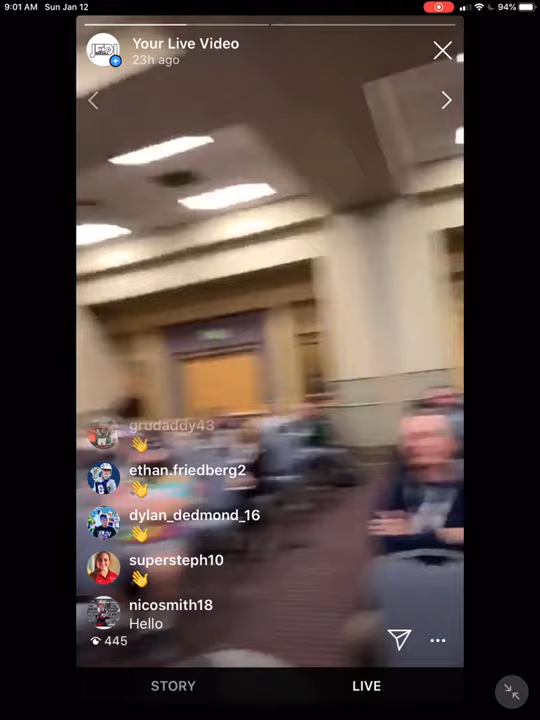 9:01 AM Sun Jan 12
94%
JEDI
Your Live Video
23h ago
grudaddy43
👋
ethan.friedberg2
👋
dylan_dedmond_16
👋
supersteph10
👋
nicosmith18
Hello
445
STORY
LIVE